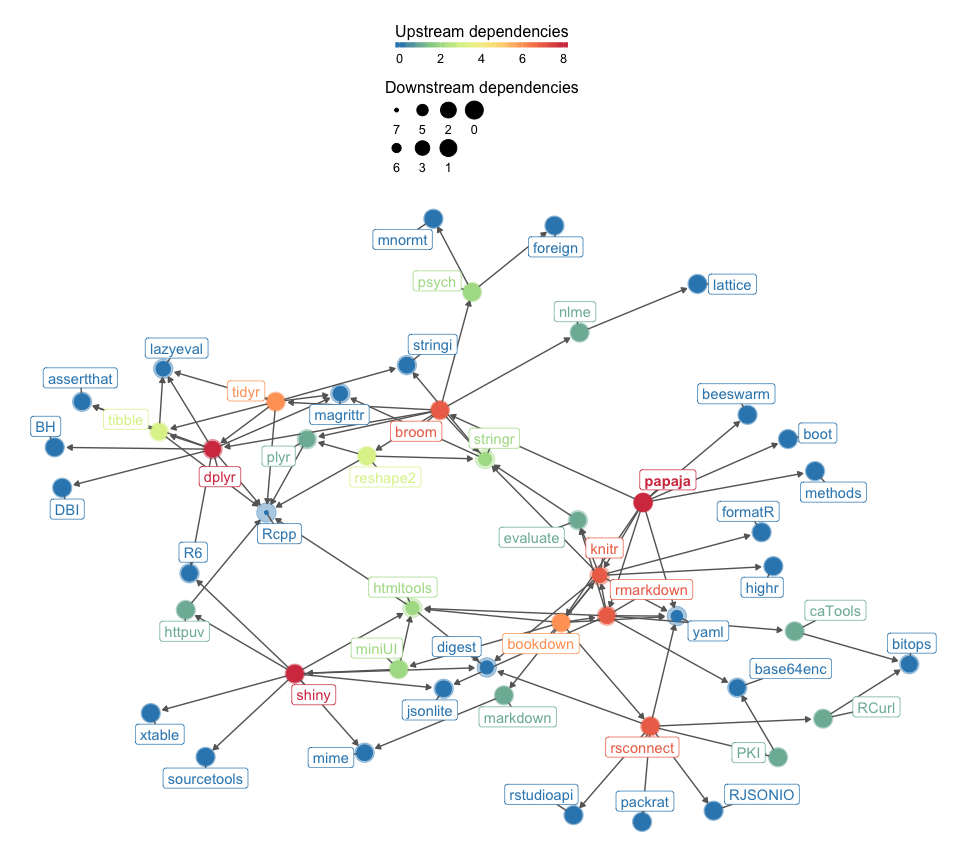 Upstream dependencies
0 2 4 6 8
Downstream dependencies
7 5 2 0
6 3 1
mnormt
foreign
psych
lattice
nlme
stringi
lazyeval
assertthat
tidyr
beeswarm
magrittr
tibble
BH
broom
stringr
boot
plyr
dplyr
reshape2
papaja
methods
DBI
formatR
Rcpp
evaluate
knitr
R6
highr
htmltools
rmarkdown
caTools
httpuv
yaml
bookdown
digest
bitops
miniUI
base64enc
shiny
jsonlite
markdown
RCurl
xtable
rsconnect
PKI
mime
sourcetools
rstudioapi
packrat
RJSONIO